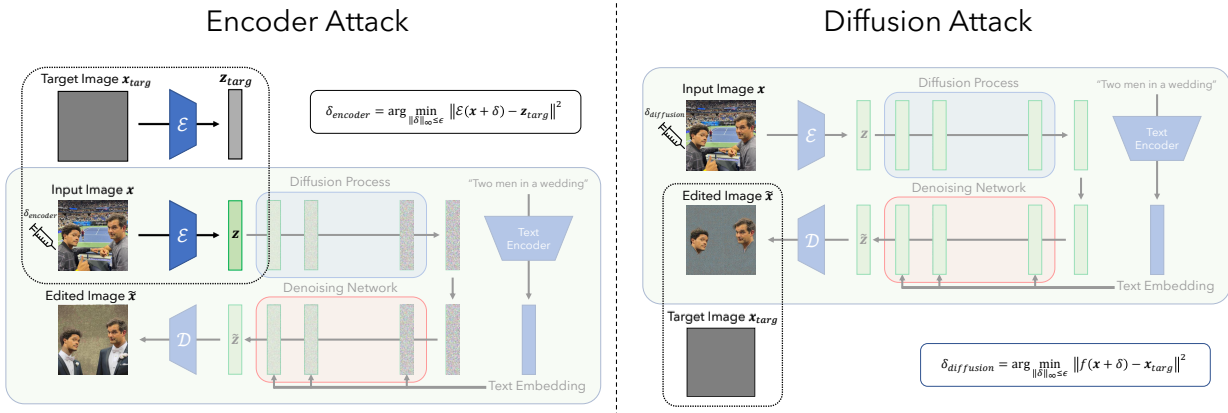 Encoder Attack
Target Image x_targ
z_targ
ℰ
δ_encoder = arg min_{‖δ‖∞≤ϵ} ‖ℰ(x + δ) − z_targ‖²
Input Image x
δ_encoder
ℰ
z
Diffusion Process
"Two men in a wedding"
Text
Encoder
Edited Image x̃
𝒟
z̃
Denoising Network
Text Embedding
Diffusion Attack
Input Image x
δ_diffusion
ℰ
z
Diffusion Process
"Two men in a wedding"
Text
Encoder
Edited Image x̃
𝒟
z̃
Denoising Network
Text Embedding
Target Image x_targ
δ_diffusion = arg min_{‖δ‖∞≤ϵ} ‖f(x + δ) − x_targ‖²